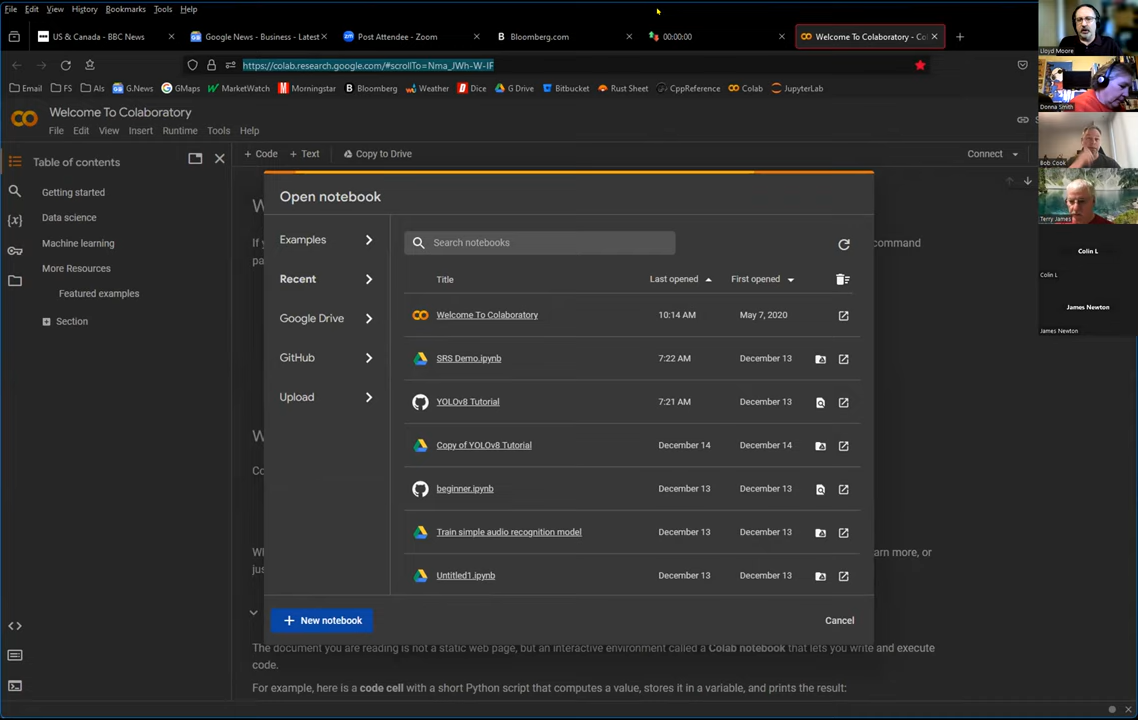 File Edit View History Bookmarks Tools Help
US & Canada - BBC News
Google News - Business - Latest
Post Attendee - Zoom
Bloomberg.com
00:00:00
Welcome To Colaboratory - Co
https://colab.research.google.com/#scrollTo=Nma_JWh-W-IF
Email FS AIs G.News GMaps MarketWatch Morningstar Bloomberg Weather Dice G Drive Bitbucket Rust Sheet CppReference Colab JupyterLab
Welcome To Colaboratory
File Edit View Insert Runtime Tools Help
Table of contents
+ Code + Text Copy to Drive
Connect
Getting started
Data science
Machine learning
More Resources
Featured examples
Section
Open notebook
Examples
Recent
Google Drive
GitHub
Upload
Search notebooks
Title Last opened First opened
Welcome To Colaboratory 10:14 AM May 7, 2020
SRS Demo.ipynb 7:22 AM December 13
YOLOv8 Tutorial 7:21 AM December 13
Copy of YOLOv8 Tutorial December 14 December 14
beginner.ipynb December 13 December 13
Train simple audio recognition model December 13 December 13
Untitled1.ipynb December 13 December 13
+ New notebook
Cancel
command
arn more, or
The document you are reading is not a static web page, but an interactive environment called a Colab notebook that lets you write and execute
code.
For example, here is a code cell with a short Python script that computes a value, stores it in a variable, and prints the result:
Lloyd Moore
Donna Smith
Bob Cook
Terry James
Colin L
Colin L
James Newton
James Newton